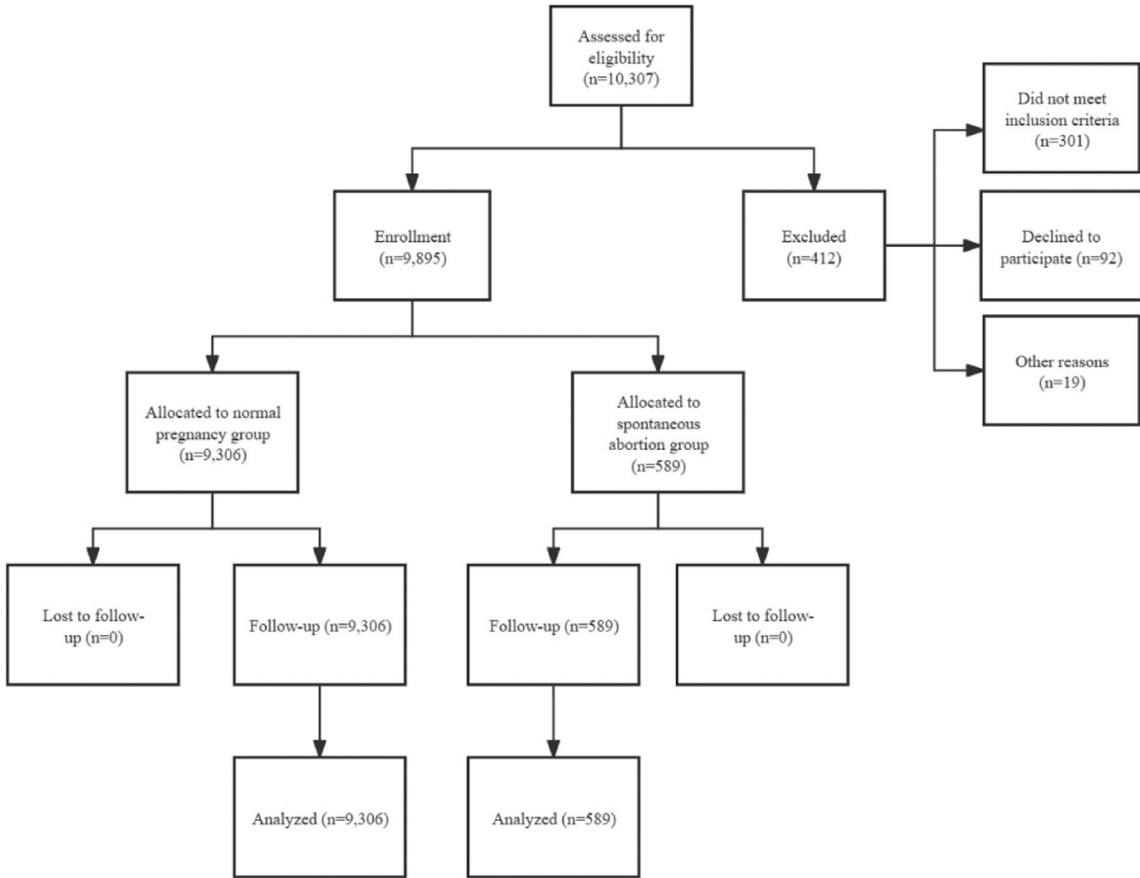 Assessed for
eligibility
(n=10,307)
Did not meet
inclusion criteria
(n=301)
Enrollment
(n=9,895)
Excluded
(n=412)
Declined to
participate (n=92)
Other reasons
(n=19)
Allocated to normal
pregnancy group
(n=9,306)
Allocated to
spontaneous
abortion group
(n=589)
Lost to follow-
up (n=0)
Follow-up (n=9,306)
Follow-up (n=589)
Lost to follow-
up (n=0)
Analyzed (n=9,306)
Analyzed (n=589)